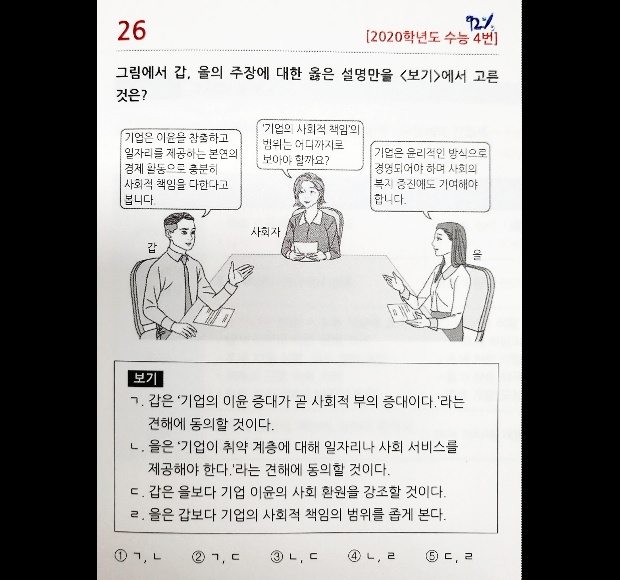 26
92%
[2020학년도 수능 4번]
그림에서 갑, 을의 주장에 대한 옳은 설명만을 <보기>에서 고른
것은?
기업은 이윤을 창출하고
일자리를 제공하는 본연의
경제 활동으로 충분히
사회적 책임을 다한다고
봅니다.
'기업의 사회적 책임'의
범위는 어디까지로
보아야 할까요?
기업은 윤리적인 방식으로
경영되어야 하며 사회의
복지 증진에도 기여해야
합니다.
갑
사회자
을
보기
ㄱ. 갑은 '기업의 이윤 증대가 곧 사회적 부의 증대이다.'라는
견해에 동의할 것이다.
ㄴ. 을은 '기업이 취약 계층에 대해 일자리나 사회 서비스를
제공해야 한다.'라는 견해에 동의할 것이다.
ㄷ. 갑은 을보다 기업 이윤의 사회 환원을 강조할 것이다.
ㄹ. 을은 갑보다 기업의 사회적 책임의 범위를 좁게 본다.
① ㄱ, ㄴ ② ㄱ, ㄷ ③ ㄴ, ㄷ ④ ㄴ, ㄹ ⑤ ㄷ, ㄹ